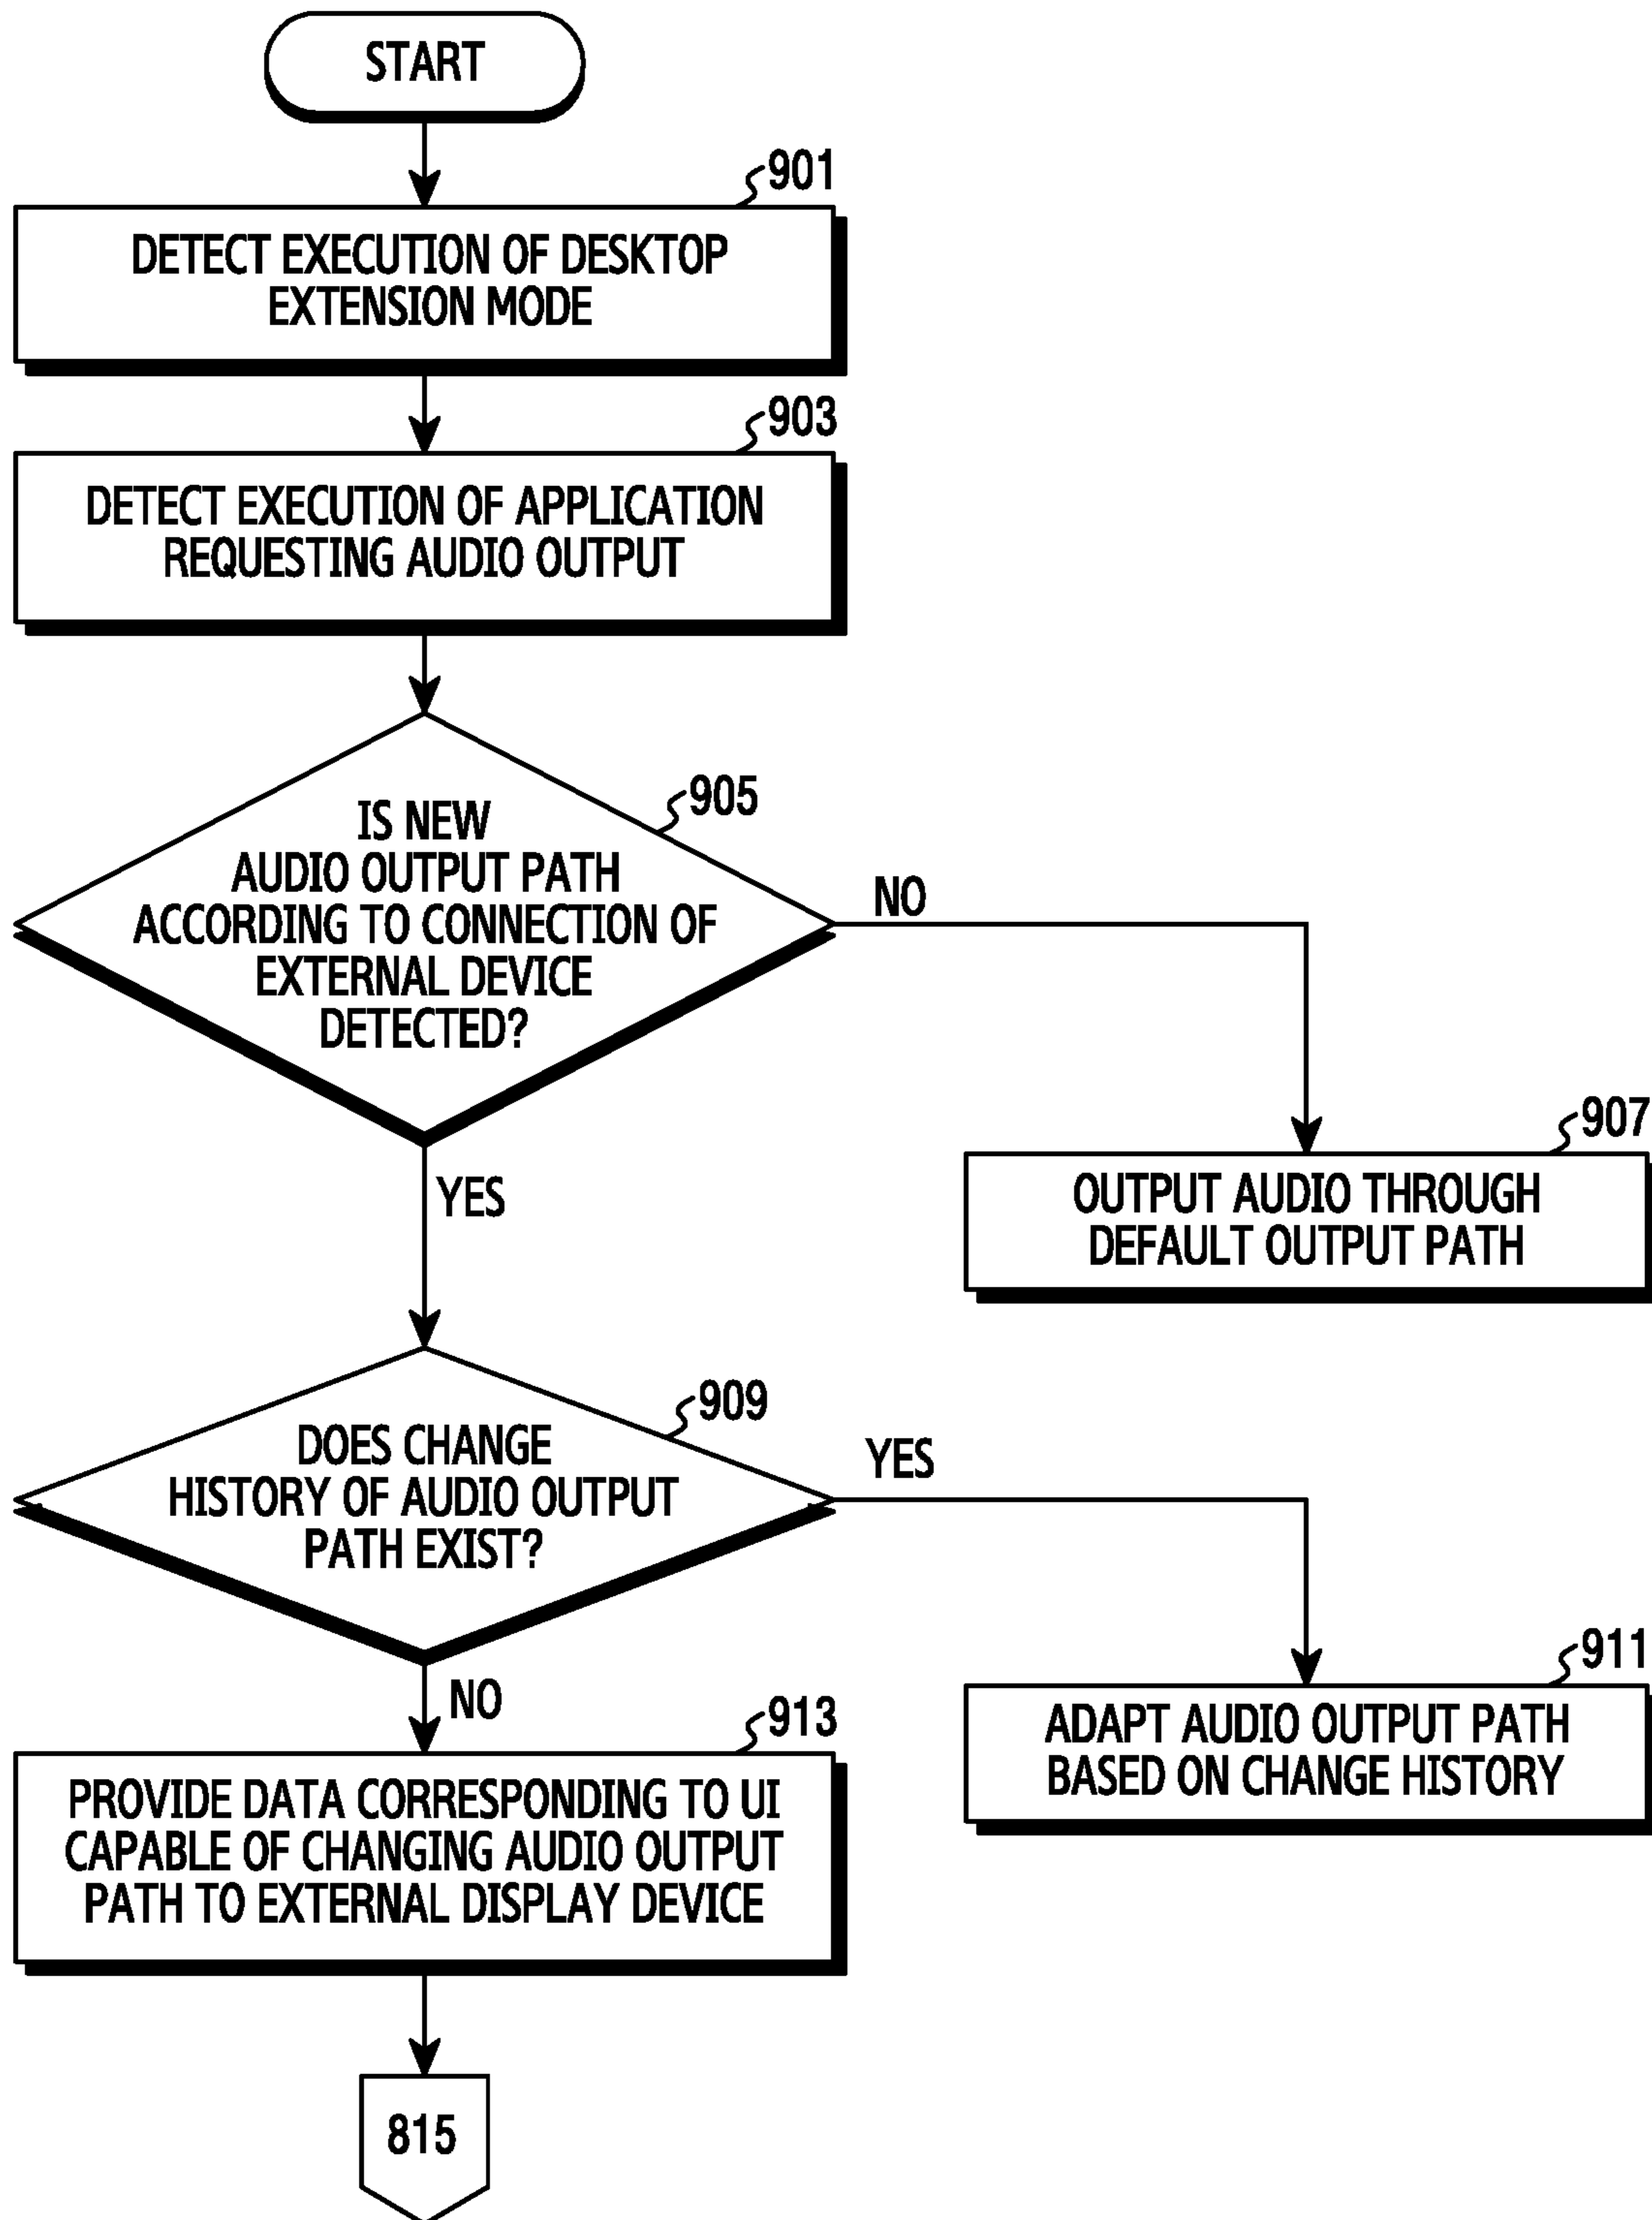 START
901
DETECT EXECUTION OF DESKTOP
EXTENSION MODE
903
DETECT EXECUTION OF APPLICATION
REQUESTING AUDIO OUTPUT
905
IS NEW
AUDIO OUTPUT PATH
ACCORDING TO CONNECTION OF
EXTERNAL DEVICE
DETECTED?
NO
907
OUTPUT AUDIO THROUGH
DEFAULT OUTPUT PATH
YES
909
DOES CHANGE
HISTORY OF AUDIO OUTPUT
PATH EXIST?
YES
911
ADAPT AUDIO OUTPUT PATH
BASED ON CHANGE HISTORY
NO
913
PROVIDE DATA CORRESPONDING TO UI
CAPABLE OF CHANGING AUDIO OUTPUT
PATH TO EXTERNAL DISPLAY DEVICE
815